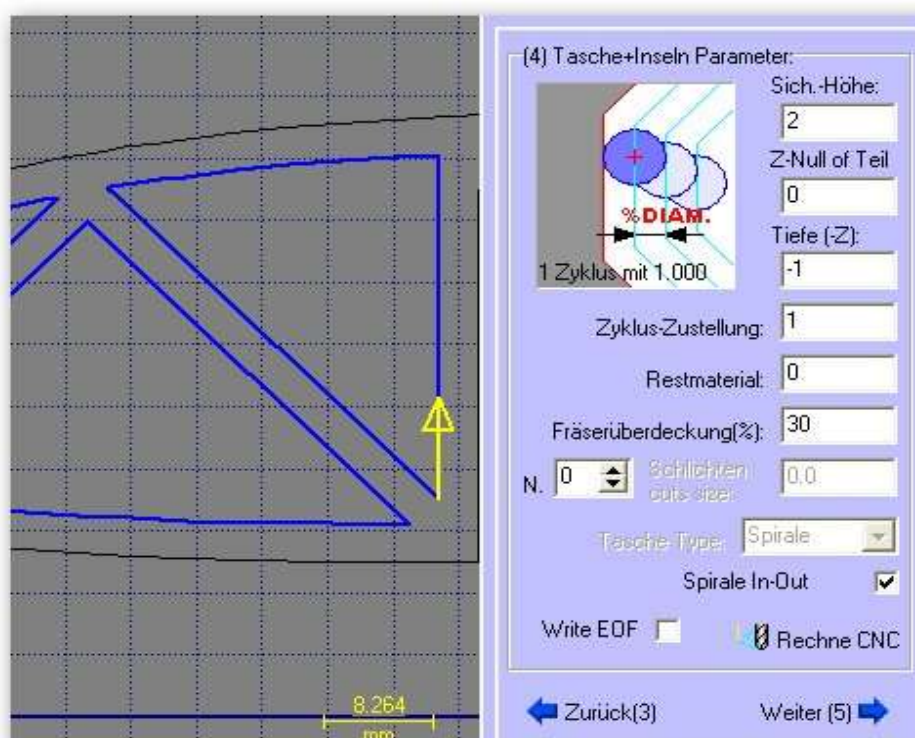 (4) Tasche+Inseln Parameter:
Sich.-Höhe:
2
Z-Null of Teil
0
%DIAM.
Tiefe (-Z):
1 Zyklus mit 1.000
-1
Zyklus-Zustellung: 1
Restmaterial: 0
Fräserüberdeckung(%): 30
N. 0 Schlichten cuts size: 0.0
Tasche-Type: Spirale
Spirale In-Out
Write EOF Rechne CNC
8.264
mm
Zurück(3) Weiter (5)